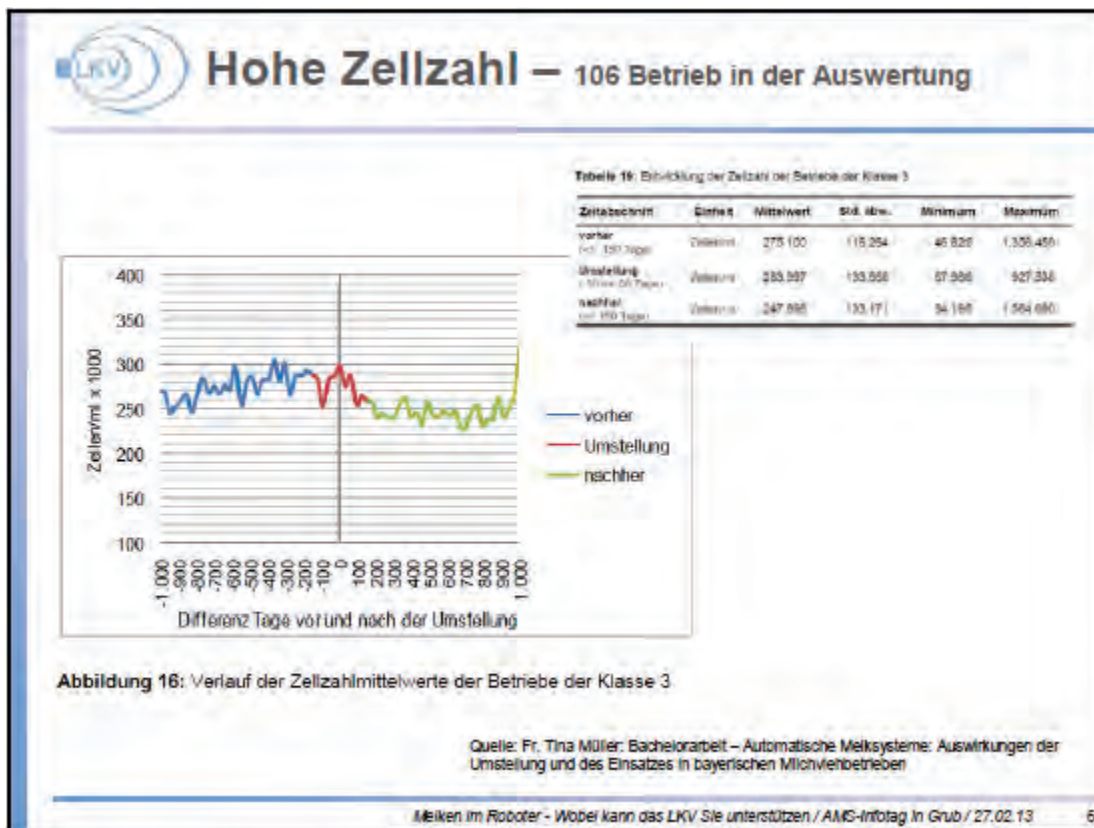 LKV
Hohe Zellzahl – 106 Betrieb in der Auswertung
Tabelle 19: Entwicklung der Zellzahl der Betriebe der Klasse 3
Zeitabschnitt Einheit Mittelwert Std. abw. Minimum Maximum
vorher
275.100
Umstellung
nachher
Zellen/ml x 1000
400
350
300
250
200
150
100
-1.000 -900 -800 -700 -600 -500 -400 -300 -200 -100 0 100 200 300 400 500 600 700 800 900 1.000
Differenz Tage vor und nach der Umstellung
vorher
Umstellung
nachher
Abbildung 16: Verlauf der Zellzahlmittelwerte der Betriebe der Klasse 3
Quelle: Fr. Tina Müller: Bachelorarbeit – Automatische Melksysteme: Auswirkungen der
Umstellung und des Einsatzes in bayerischen Milchviehbetrieben
Melken im Roboter - Wobei kann das LKV Sie unterstützen / AMS-Infotag in Grub / 27.02.13 6